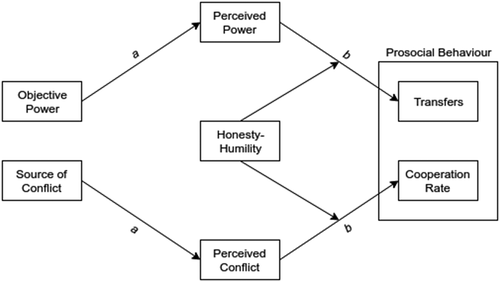 Perceived
Power
a
b
Prosocial Behaviour
Objective
Power
Transfers
Honesty-
Humility
Source of
Conflict
Cooperation
Rate
a
b
Perceived
Conflict